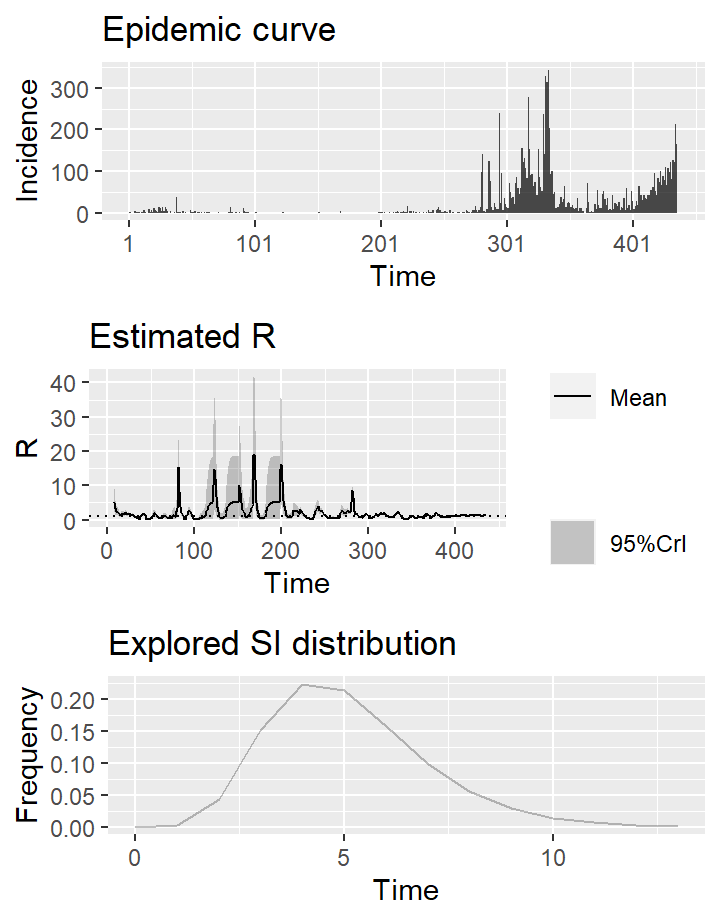 Epidemic curve
300
200
100
0
Incidence
1 101 201 301 401
Time
Estimated R
40
30
20
10
0
R
0 100 200 300 400
Time
Mean
95%CrI
Explored SI distribution
0.20
0.15
0.10
0.05
0.00
Frequency
0 5 10
Time